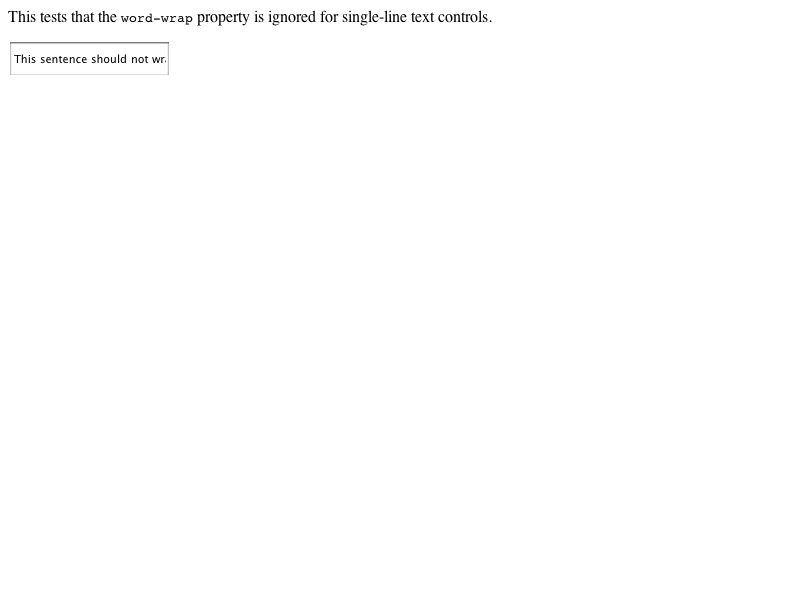 This tests that the word-wrap property is ignored for single-line text controls.
This sentence should not wr